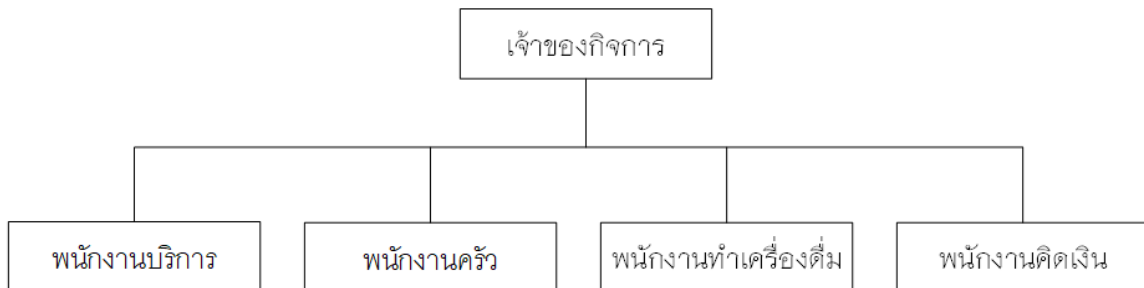 เจ้าของกิจการ
พนักงานบริการ
พนักงานครัว
พนักงานทำเครื่องดื่ม
พนักงานคิดเงิน